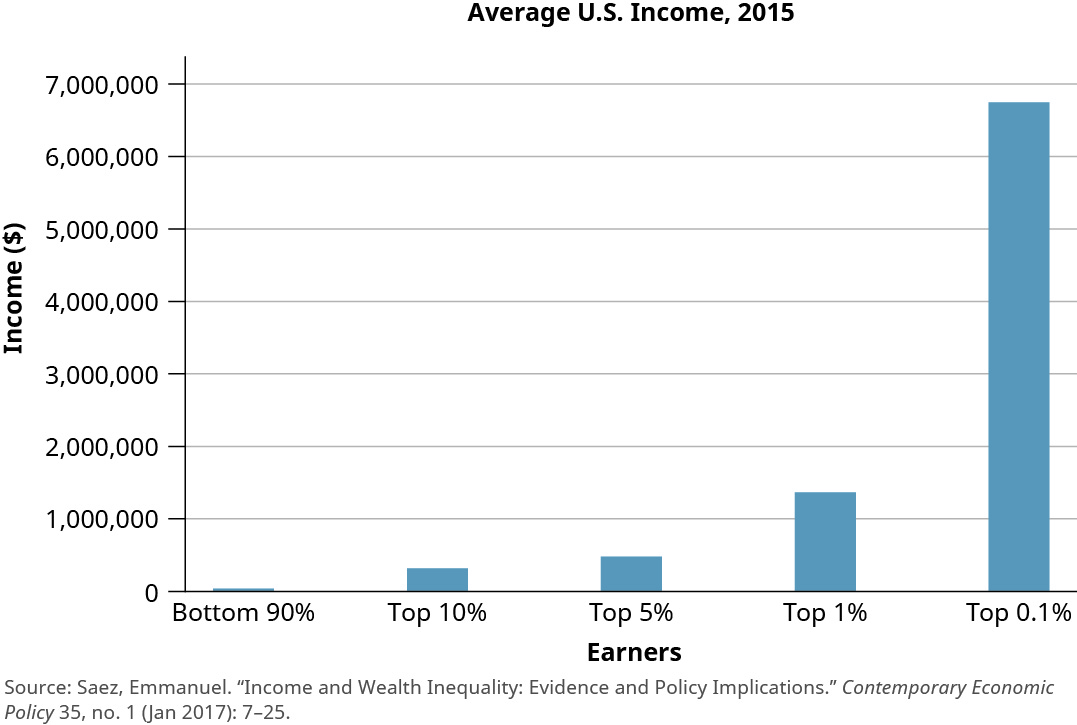 Average U.S. Income, 2015
Income ($)
7,000,000
6,000,000
5,000,000
4,000,000
3,000,000
2,000,000
1,000,000
0
Bottom 90% Top 10% Top 5% Top 1% Top 0.1%
Earners
Source: Saez, Emmanuel. “Income and Wealth Inequality: Evidence and Policy Implications.” Contemporary Economic
Policy 35, no. 1 (Jan 2017): 7–25.